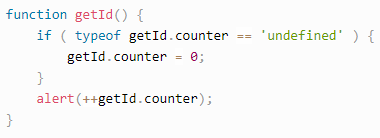 function getId() {
    if ( typeof getId.counter == 'undefined' ) {
        getId.counter = 0;
    }
    alert(++getId.counter);
}